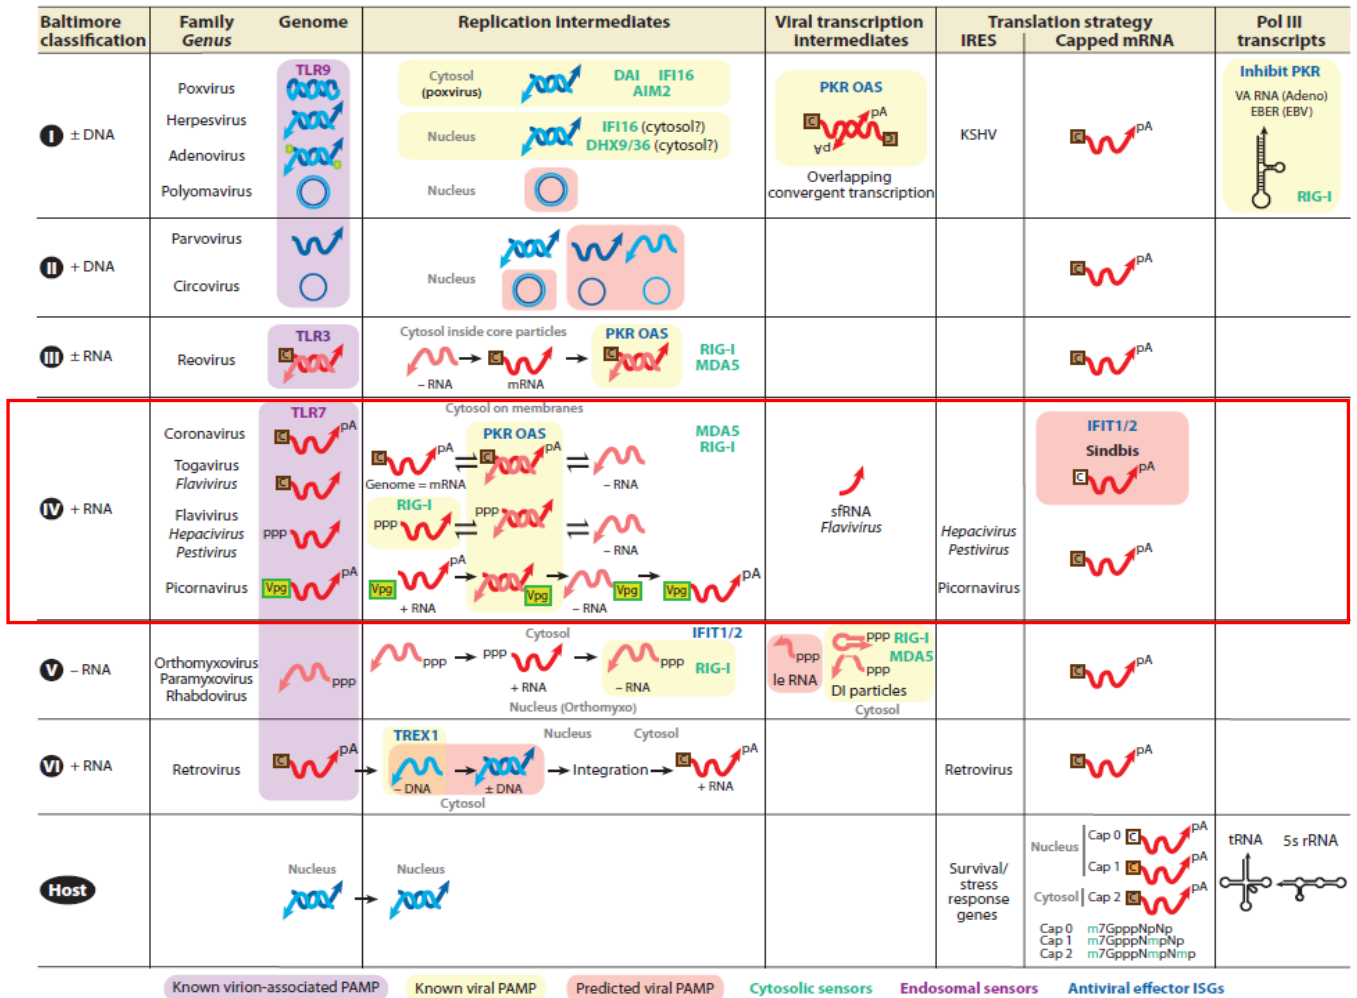 Baltimore classification
Family
Genus
Genome
Replication intermediates
Viral transcription intermediates
Translation strategy
IRES
Capped mRNA
Pol III transcripts
I ± DNA
Poxvirus
Herpesvirus
Adenovirus
Polyomavirus
TLR9
Cytosol
(poxvirus)
DAI IFI16
AIM2
Nucleus
IFI16 (cytosol?)
DHX9/36 (cytosol?)
Nucleus
PKR OAS
C
pA
C
pA
Overlapping
convergent transcription
KSHV
C
pA
Inhibit PKR
VA RNA (Adeno)
EBER (EBV)
RIG-I
II + DNA
Parvovirus
Circovirus
Nucleus
C
pA
III ± RNA
Reovirus
TLR3
C
Cytosol inside core particles
– RNA
C
mRNA
PKR OAS
C
RIG-I
MDA5
C
pA
IV + RNA
Coronavirus
Togavirus
Flavivirus
Flavivirus
Hepacivirus
Pestivirus
Picornavirus
TLR7
C
pA
C
PPP
Vpg
pA
Cytosol on membranes
PKR OAS
MDA5
RIG-I
C
pA
C
pA
Genome = mRNA
– RNA
RIG-I
PPP
PPP
– RNA
Vpg
pA
+ RNA
Vpg
Vpg
– RNA
Vpg
pA
sfRNA
Flavivirus
Hepacivirus
Pestivirus
Picornavirus
IFIT1/2
Sindbis
C
pA
C
pA
V – RNA
Orthomyxovirus
Paramyxovirus
Rhabdovirus
PPP
Cytosol
IFIT1/2
PPP
PPP
+ RNA
PPP
– RNA
RIG-I
Nucleus (Orthomyxo)
PPP
le RNA
PPP
RIG-I
MDA5
PPP
DI particles
Cytosol
C
pA
VI + RNA
Retrovirus
C
pA
TREX1
– DNA
± DNA
Cytosol
Nucleus
Integration
Cytosol
C
pA
+ RNA
Retrovirus
C
pA
Host
Nucleus
Nucleus
Survival/
stress
response
genes
Nucleus
Cap 0
C
pA
Cap 1
C
pA
Cytosol
Cap 2
C
pA
Cap 0 m7GpppNpNp
Cap 1 m7GpppNmpNp
Cap 2 m7GpppNmpNmp
tRNA 5s rRNA
Known virion-associated PAMP
Known viral PAMP
Predicted viral PAMP
Cytosolic sensors
Endosomal sensors
Antiviral effector ISGs